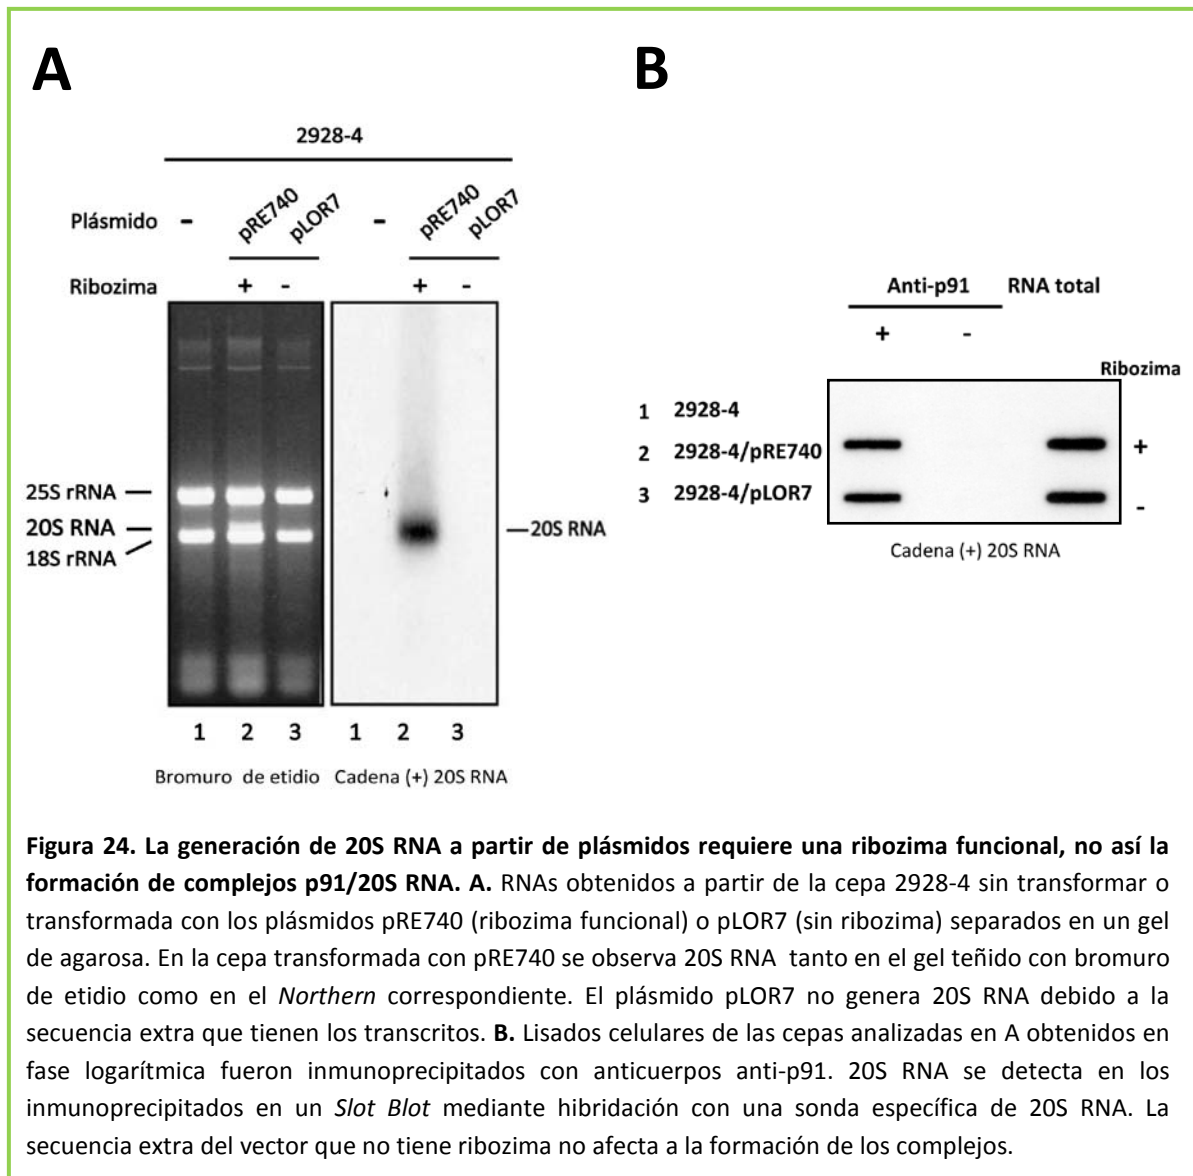 A
B
2928-4
Plásmido - pRE740 pLOR7 - pRE740 pLOR7
Ribozima + - + -
25S rRNA
20S RNA
18S rRNA
20S RNA
1 2 3 1 2 3
Bromuro de etidio Cadena (+) 20S RNA
Anti-p91 RNA total
+ -
Ribozima
1 2928-4
2 2928-4/pRE740 +
3 2928-4/pLOR7 -
Cadena (+) 20S RNA
Figura 24. La generación de 20S RNA a partir de plásmidos requiere una ribozima funcional, no así la
formación de complejos p91/20S RNA. A. RNAs obtenidos a partir de la cepa 2928-4 sin transformar o
transformada con los plásmidos pRE740 (ribozima funcional) o pLOR7 (sin ribozima) separados en un gel
de agarosa. En la cepa transformada con pRE740 se observa 20S RNA tanto en el gel teñido con bromuro
de etidio como en el Northern correspondiente. El plásmido pLOR7 no genera 20S RNA debido a la
secuencia extra que tienen los transcritos. B. Lisados celulares de las cepas analizadas en A obtenidos en
fase logarítmica fueron inmunoprecipitados con anticuerpos anti-p91. 20S RNA se detecta en los
inmunoprecipitados en un Slot Blot mediante hibridación con una sonda específica de 20S RNA. La
secuencia extra del vector que no tiene ribozima no afecta a la formación de los complejos.